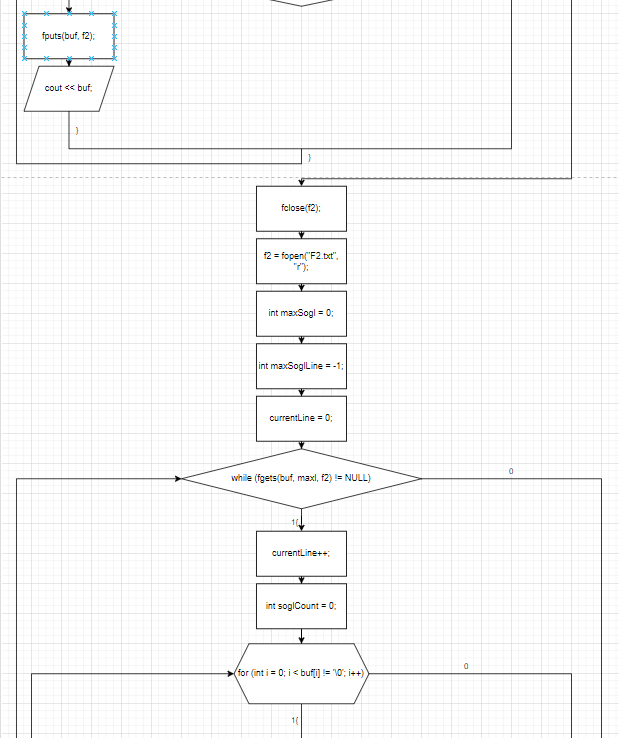 fputs(buf, f2);
cout << buf;
}
}
fclose(f2);
f2 = fopen("F2.txt",
"r");
int maxSogl = 0;
int maxSoglLine = -1;
currentLine = 0;
while (fgets(buf, maxl, f2) != NULL)
0
1{
currentLine++;
int soglCount = 0;
for (int i = 0; i < buf[i] != '\0'; i++)
0
1{